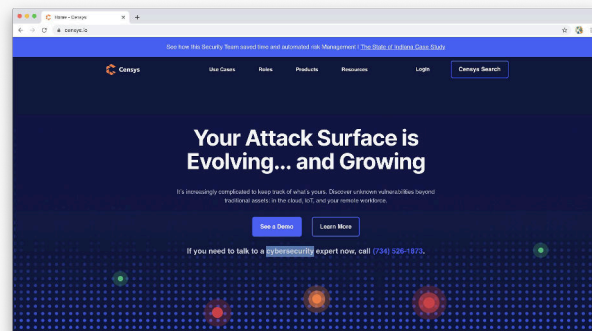 Home - Censys
censys.io
See how this Security Team saved time and automated risk Management | The State of Indiana Case Study
Censys
Use Cases Roles Products Resources Login Censys Search
Your Attack Surface is
Evolving... and Growing
It's increasingly complicated to keep track of what's yours. Discover unknown vulnerabilities beyond
traditional assets: in the cloud, IoT, and your remote workforce.
See a Demo Learn More
If you need to talk to a cybersecurity expert now, call (734) 526-1873.